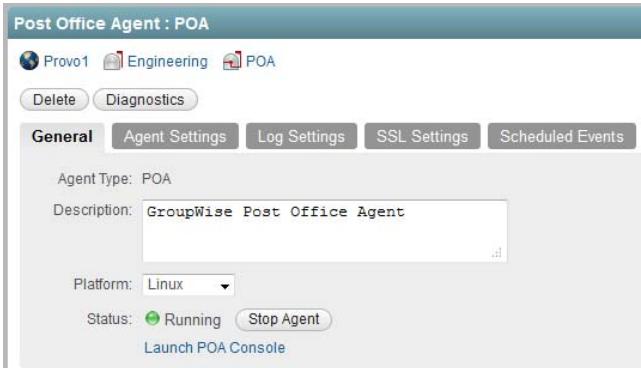 Post Office Agent : POA
Provo1 Engineering POA
Delete Diagnostics
General Agent Settings Log Settings SSL Settings Scheduled Events
Agent Type: POA
Description: GroupWise Post Office Agent
Platform: Linux
Status: Running Stop Agent
Launch POA Console